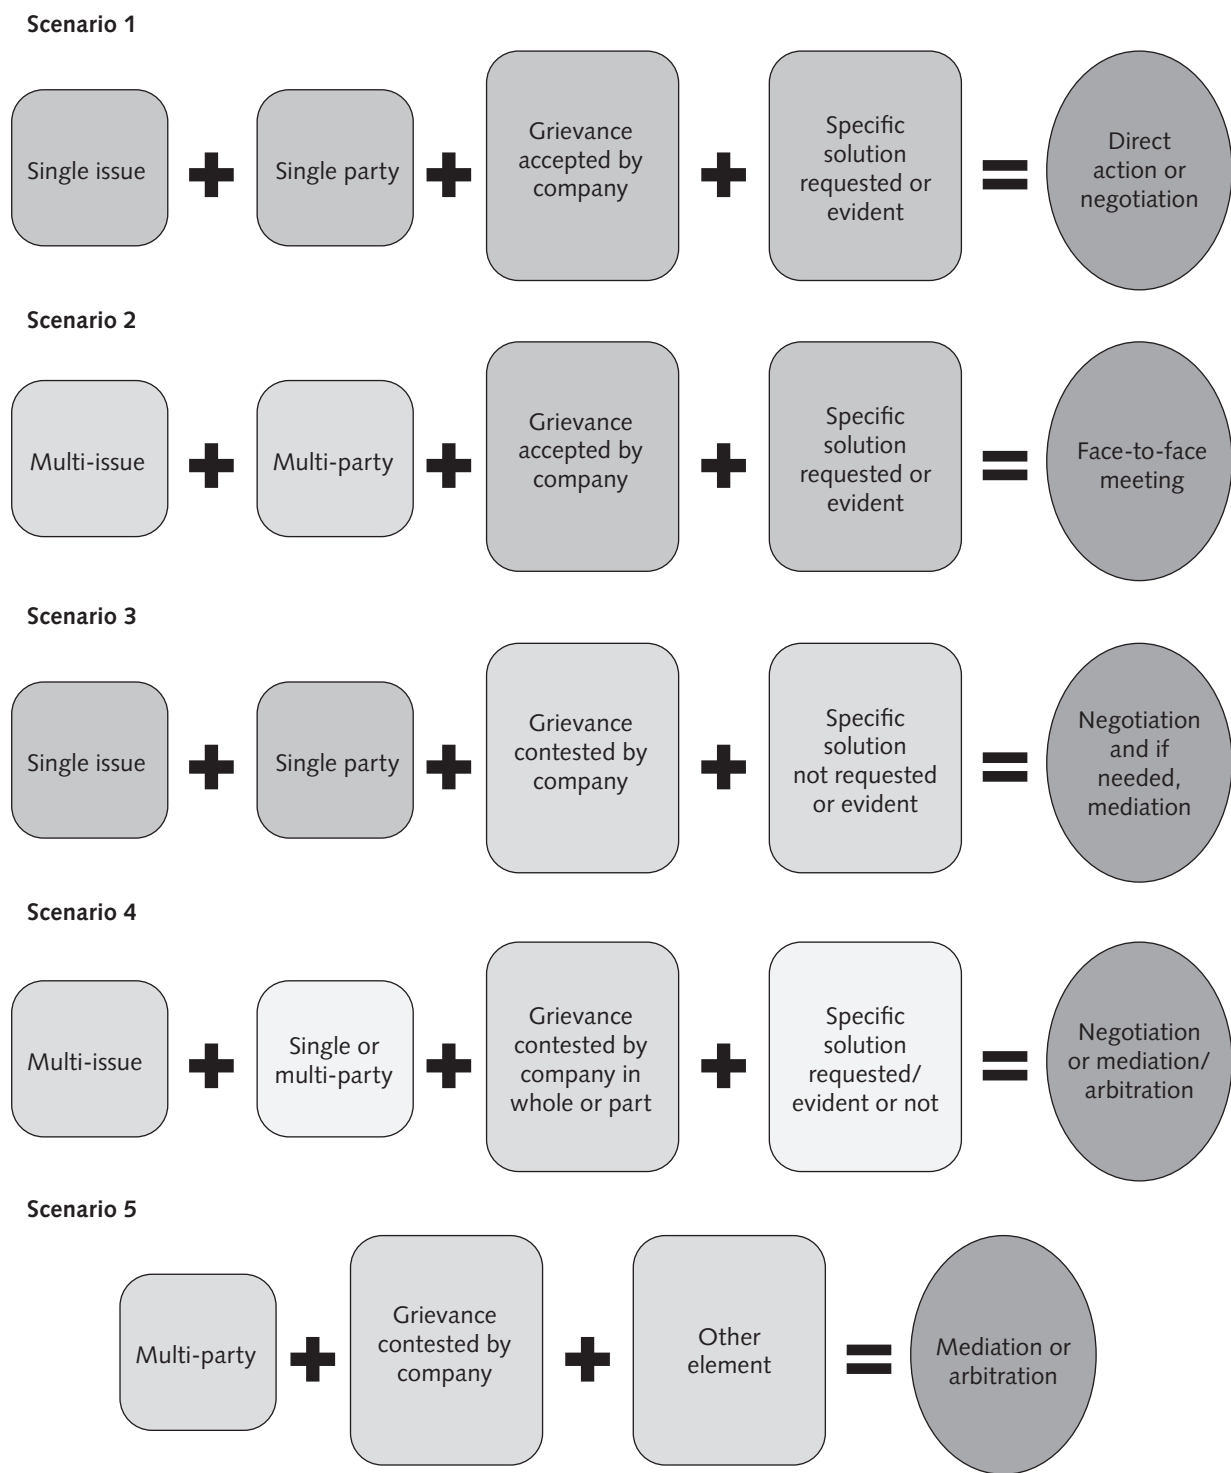 Scenario 1
Single issue
Single party
Grievance
accepted by
company
Specific
solution
requested or
evident
Direct
action or
negotiation
Scenario 2
Multi-issue
Multi-party
Grievance
accepted by
company
Specific
solution
requested or
evident
Face-to-face
meeting
Scenario 3
Single issue
Single party
Grievance
contested by
company
Specific
solution
not requested
or evident
Negotiation
and if
needed,
mediation
Scenario 4
Multi-issue
Single or
multi-party
Grievance
contested by
company in
whole or part
Specific
solution
requested/
evident or not
Negotiation
or mediation/
arbitration
Scenario 5
Multi-party
Grievance
contested by
company
Other
element
Mediation or
arbitration